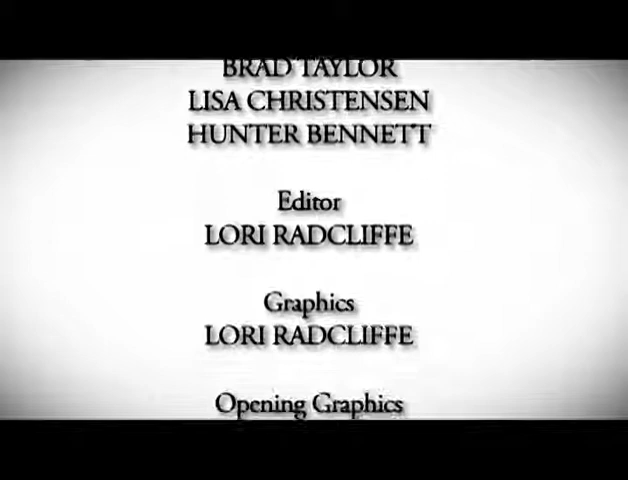 BRAD TAYLOR
LISA CHRISTENSEN
HUNTER BENNETT
Editor
LORI RADCLIFFE
Graphics
LORI RADCLIFFE
Opening Graphics